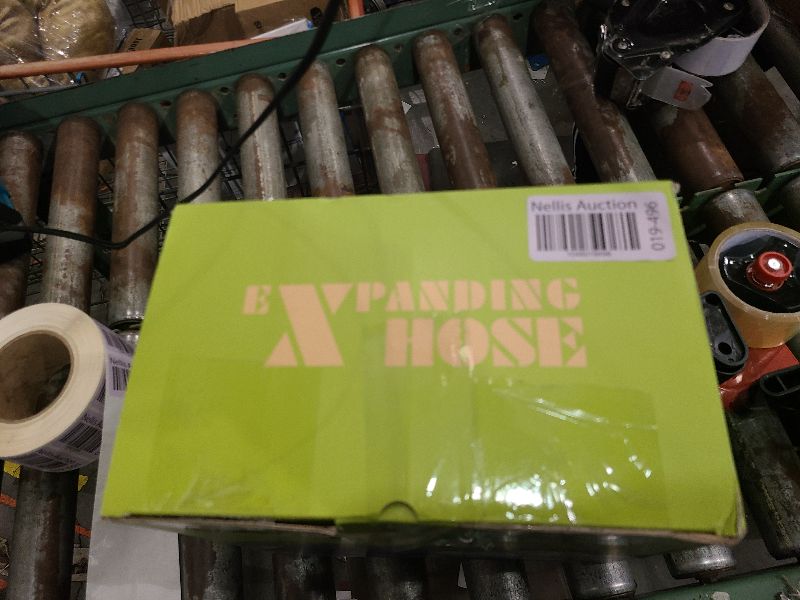 Nellis Auction
019-496
eXPANDING
HOSE